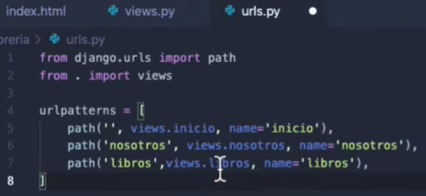 index.html views.py urls.py
oreria > urls.py
1 from django.urls import path
2 from . import views
3
4 urlpatterns = [
5 path('', views.inicio, name='inicio'),
6 path('nosotros', views.nosotros, name='nosotros'),
7 path('libros',views.libros, name='libros'),
8 ]